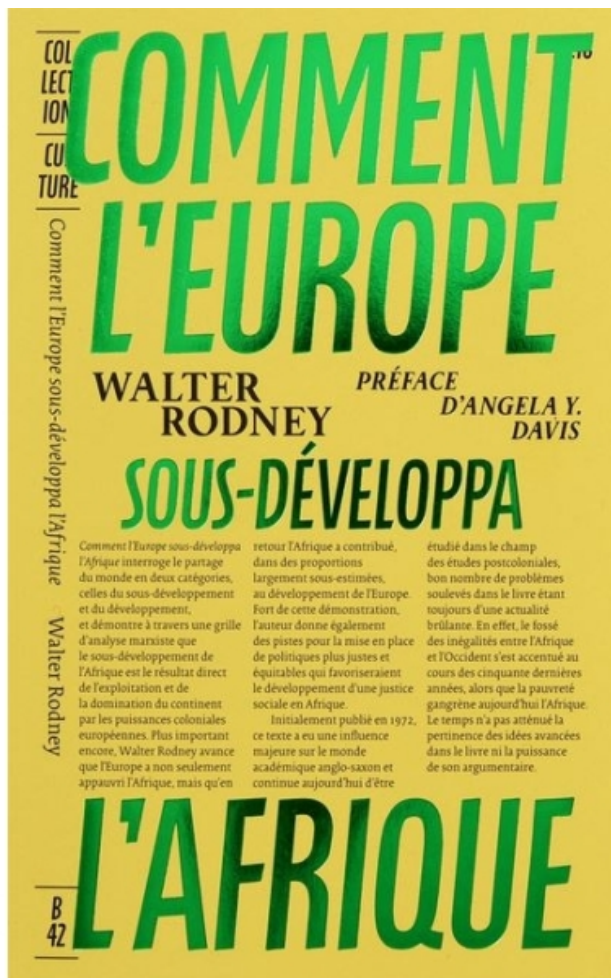 COL
LECT
ION
CUL
TURE
Comment l'Europe sous-développa l'Afrique Walter Rodney
B
42
COMMENT
L'EUROPE
WALTER
RODNEY
PRÉFACE
D'ANGELA Y.
DAVIS
SOUS-DÉVELOPPA
Comment l'Europe sous-développa
l'Afrique interroge le partage
du monde en deux catégories,
celles du sous-développement
et du développement,
et démontre à travers une grille
d'analyse marxiste que
le sous-développement de
l'Afrique est le résultat direct
de l'exploitation et de
la domination du continent
par les puissances coloniales
européennes. Plus important
encore, Walter Rodney avance
que l'Europe a non seulement
appauvri l'Afrique, mais qu'en
retour l'Afrique a contribué,
dans des proportions
largement sous-estimées,
au développement de l'Europe.
Fort de cette démonstration,
l'auteur donne également
des pistes pour la mise en place
de politiques plus justes et
équitables qui favoriseraient
le développement d'une justice
sociale en Afrique.
Initialement publié en 1972,
ce texte a eu une influence
majeure sur le monde
académique anglo-saxon et
continue aujourd'hui d'être
étudié dans le champ
des études postcoloniales,
bon nombre de problèmes
soulevés dans le livre étant
toujours d'une actualité
brûlante. En effet, le fossé
des inégalités entre l'Afrique
et l'Occident s'est accentué au
cours des cinquante dernières
années, alors que la pauvreté
gangrène aujourd'hui l'Afrique.
Le temps n'a pas atténué la
pertinence des idées avancées
dans le livre ni la puissance
de son argumentaire.
L'AFRIQUE